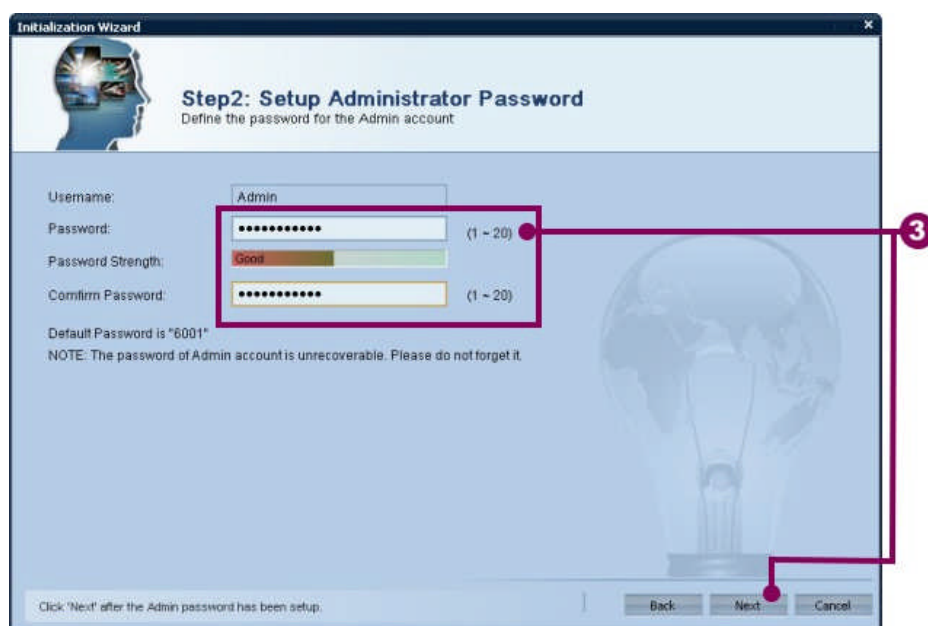 Initialization Wizard
Step2: Setup Administrator Password
Define the password for the Admin account
Username: Admin
Password: ●●●●●●●●●●● (1 ~ 20)
3
Password Strength: Good
Comfirm Password: ●●●●●●●●●●● (1 ~ 20)
Default Password is "6001"
NOTE: The password of Admin account is unrecoverable. Please do not forget it.
Click 'Next' after the Admin password has been setup.
Back Next Cancel